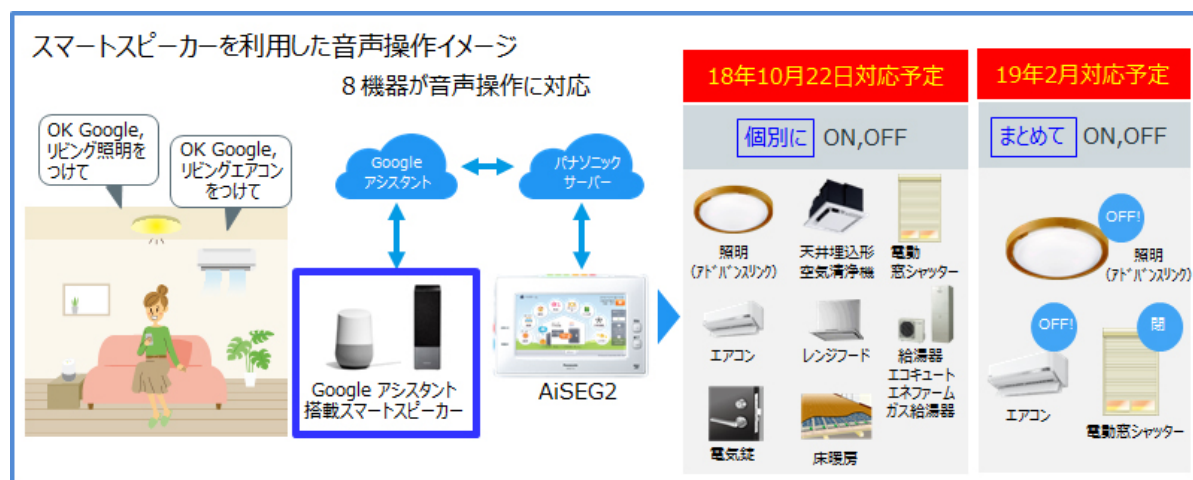 スマートスピーカーを利用した音声操作イメージ
8機器が音声操作に対応
OK Google,
リビング照明を
つけて
OK Google,
リビングエアコン
をつけて
Google
アシスタント
パナソニック
サーバー
Google アシスタント
搭載スマートスピーカー
AiSEG2
18年10月22日対応予定
個別に ON,OFF
照明
(アドバンスリンク)
天井埋込形
空気清浄機
電動
窓シャッター
エアコン
レンジフード
給湯器
エコキュート
エネファーム
ガス給湯器
電気錠
床暖房
19年2月対応予定
まとめて ON,OFF
OFF!
照明
(アドバンスリンク)
OFF!
エアコン
閉
電動窓シャッター